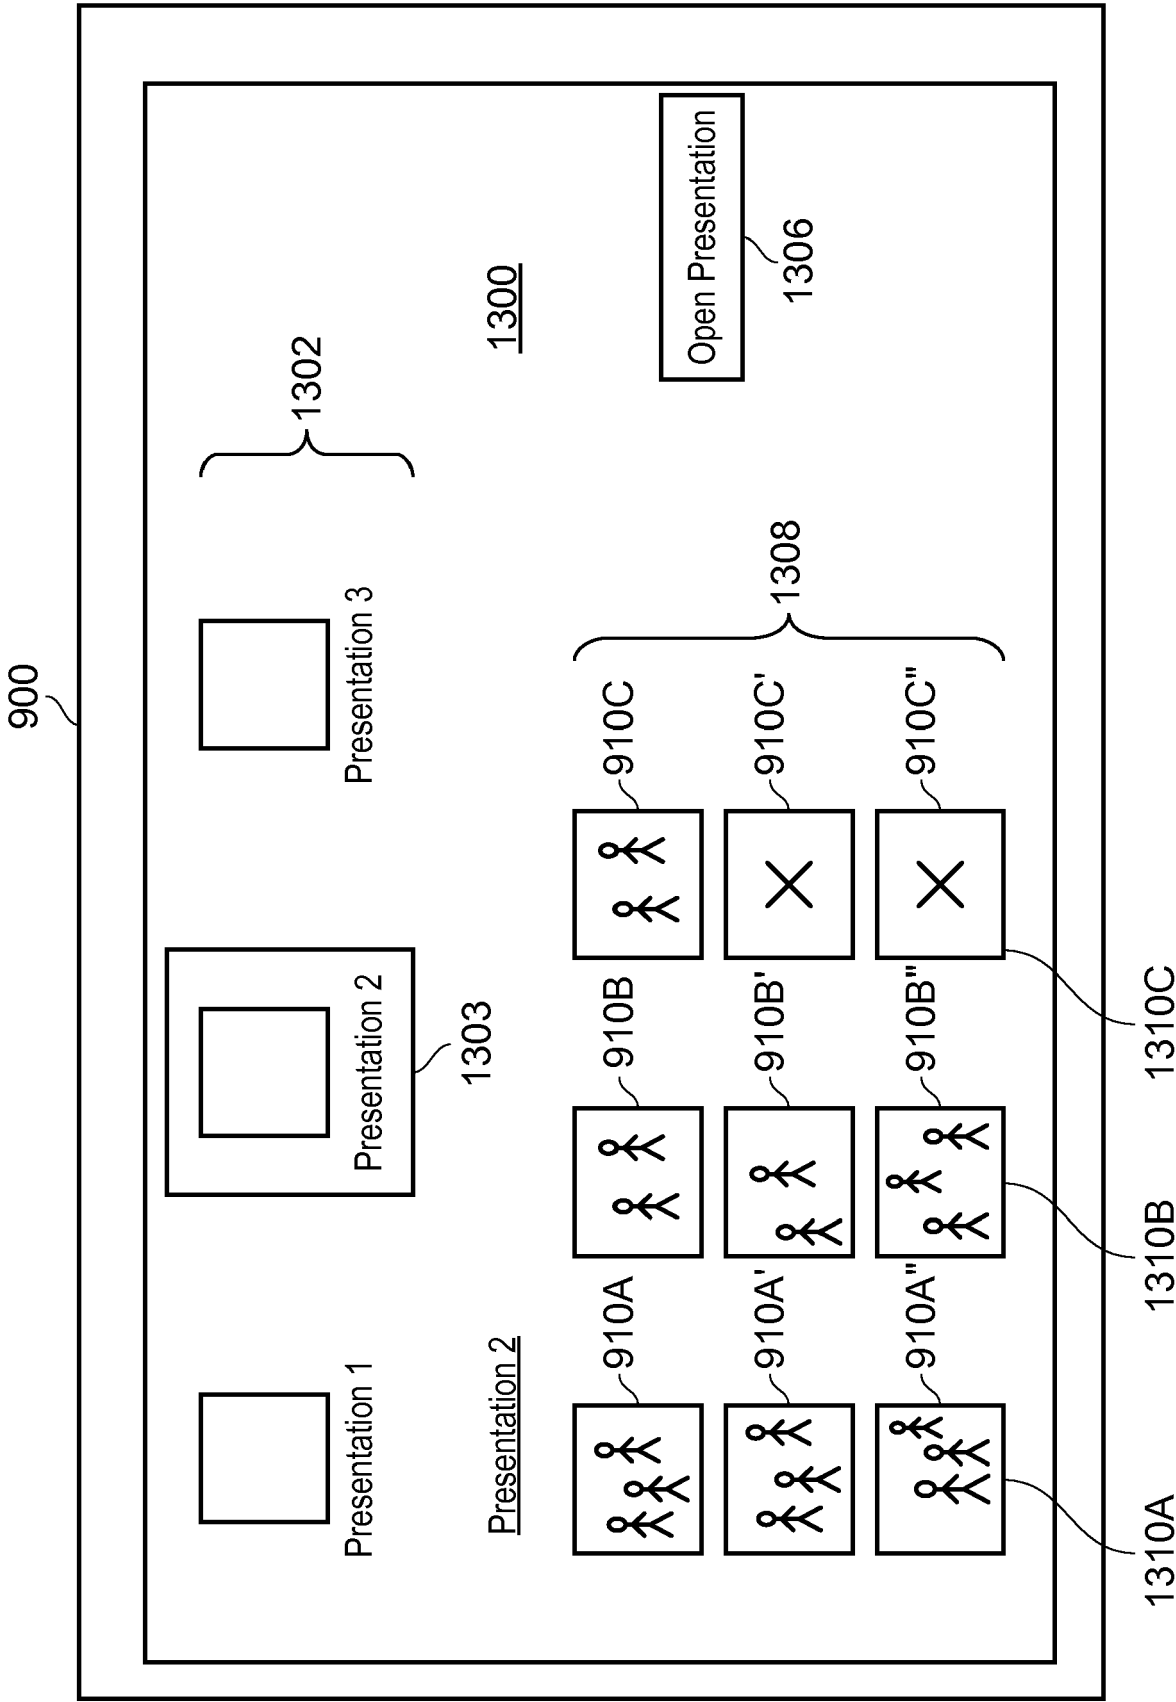 900
1302
Presentation 1
Presentation 2
Presentation 3
1303
1300
Presentation 2
910A
910B
910C
910A'
910B'
910C'
910A"
910B"
910C"
1308
Open Presentation
1306
1310A
1310B
1310C